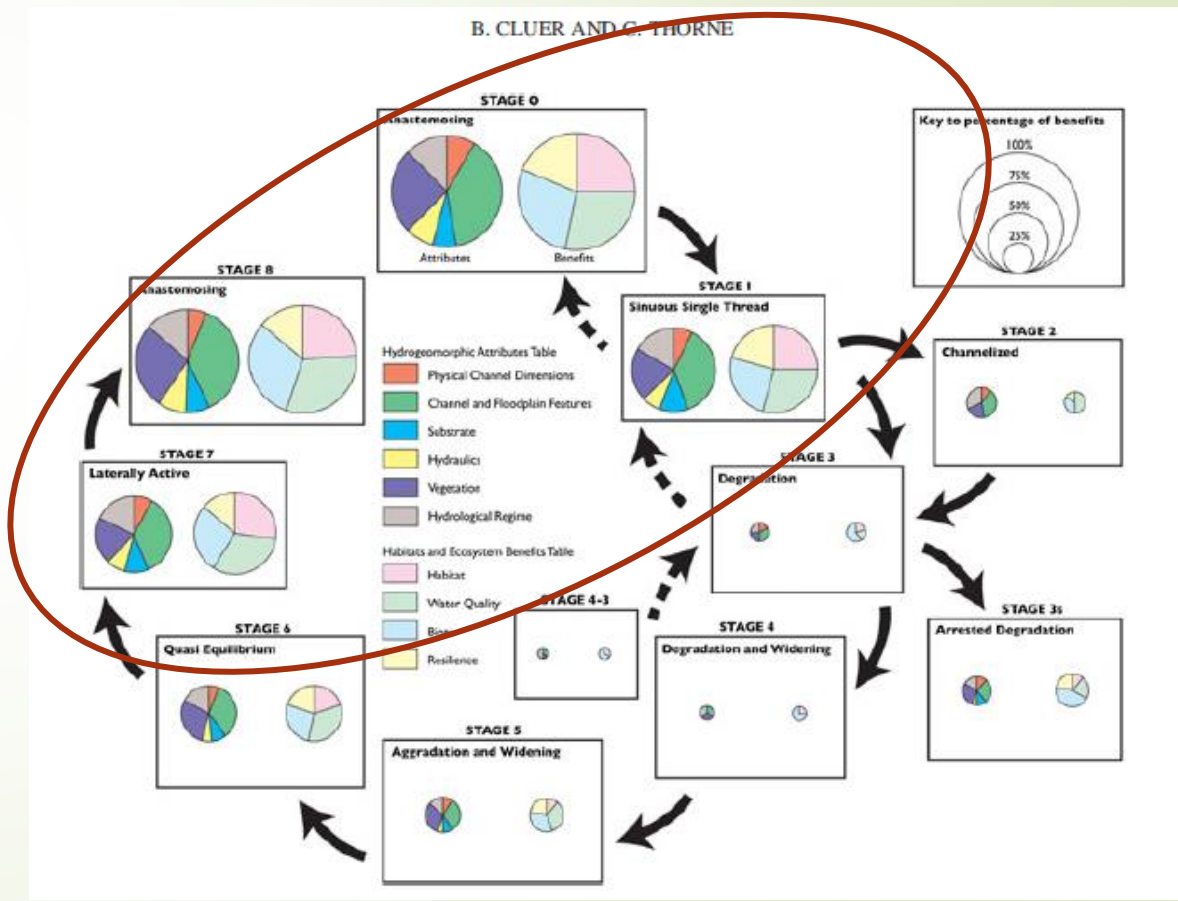 B. CLUER AND C. THORNE
STAGE 0
Anastomosing
Attributes
Benefits
Key to percentage of benefits
100%
75%
50%
25%
STAGE 8
Anastomosing
STAGE 1
Sinuous Single Thread
STAGE 2
Channelized
Hydrogeomorphic Attributes Table
Physical Channel Dimensions
Channel and Floodplain Features
Substrate
Hydraulics
Vegetation
Hydrological Regime
Habitats and Ecosystem Benefits Table
Habitat
Water Quality
Resilience
STAGE 7
Laterally Active
STAGE 3
Degradation
STAGE 4-3
STAGE 3s
Arrested Degradation
STAGE 6
Quasi Equilibrium
STAGE 4
Degradation and Widening
STAGE 5
Aggradation and Widening